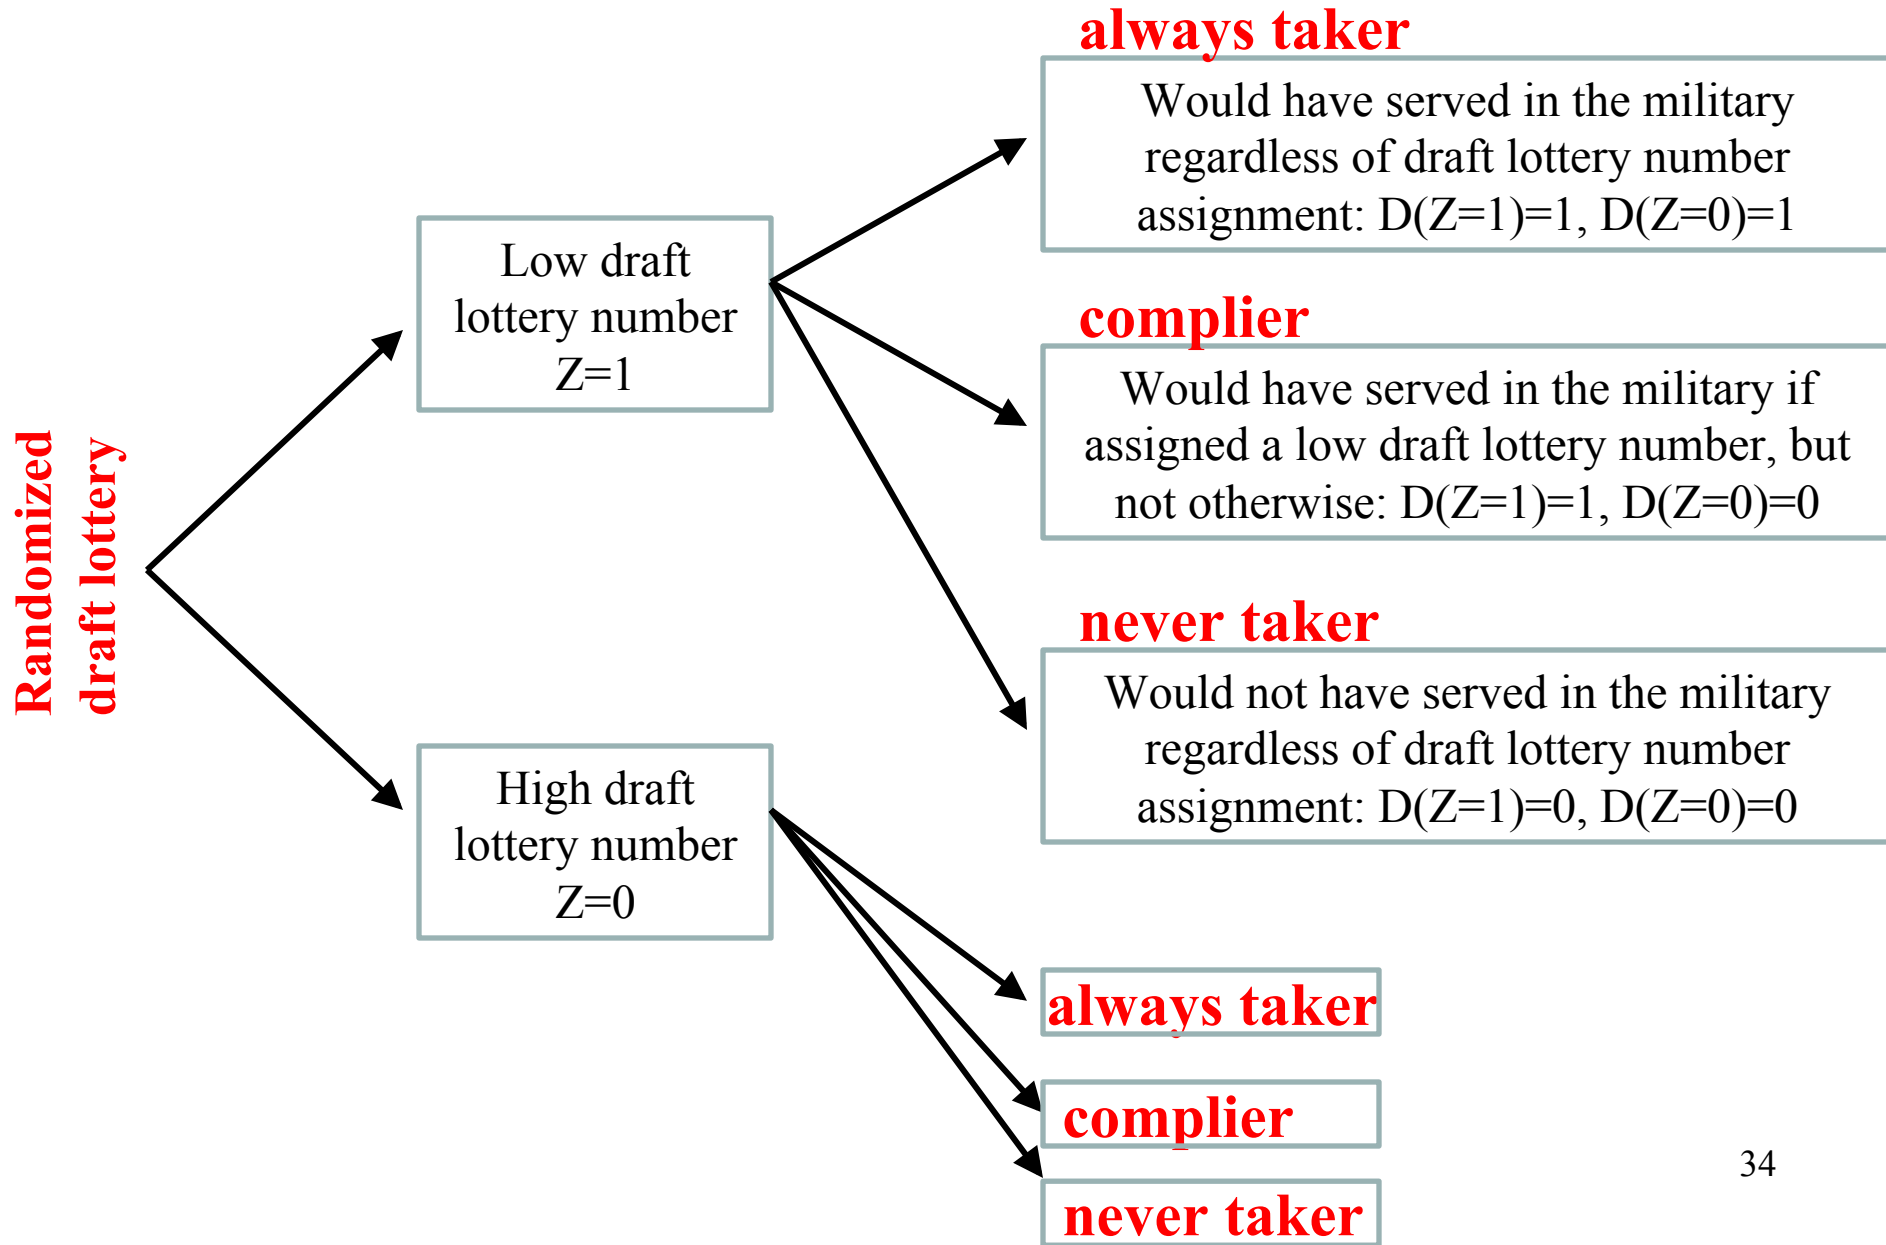 Randomized
draft lottery
Low draft
lottery number
Z=1
High draft
lottery number
Z=0
always taker
Would have served in the military
regardless of draft lottery number
assignment: D(Z=1)=1, D(Z=0)=1
complier
Would have served in the military if
assigned a low draft lottery number, but
not otherwise: D(Z=1)=1, D(Z=0)=0
never taker
Would not have served in the military
regardless of draft lottery number
assignment: D(Z=1)=0, D(Z=0)=0
always taker
complier
never taker
34